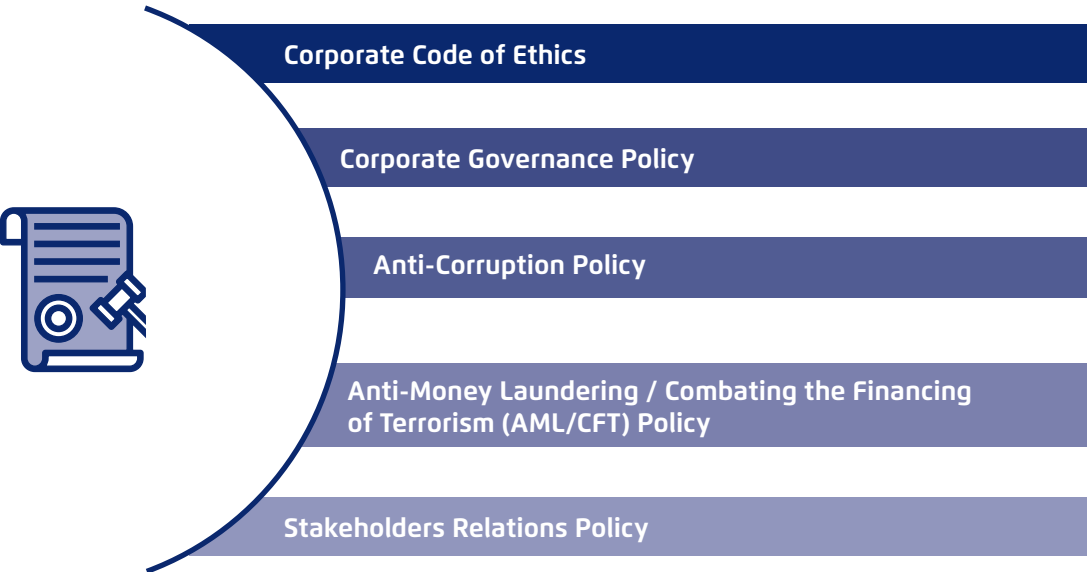 Corporate Code of Ethics
Corporate Governance Policy
Anti-Corruption Policy
Anti-Money Laundering / Combating the Financing
of Terrorism (AML/CFT) Policy
Stakeholders Relations Policy